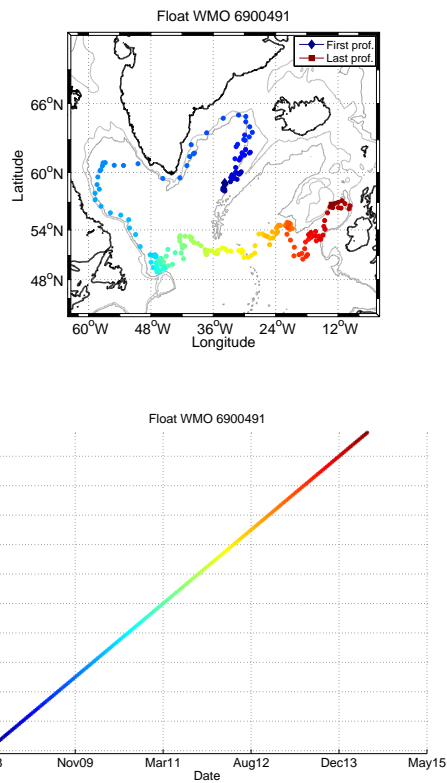 Float WMO 6900491
First prof.
Last prof.
66°N
60°N
54°N
48°N
Latitude
60°W 48°W 36°W 24°W 12°W
Longitude
Float WMO 6900491
8 Nov09 Mar11 Aug12 Dec13 May15
Date